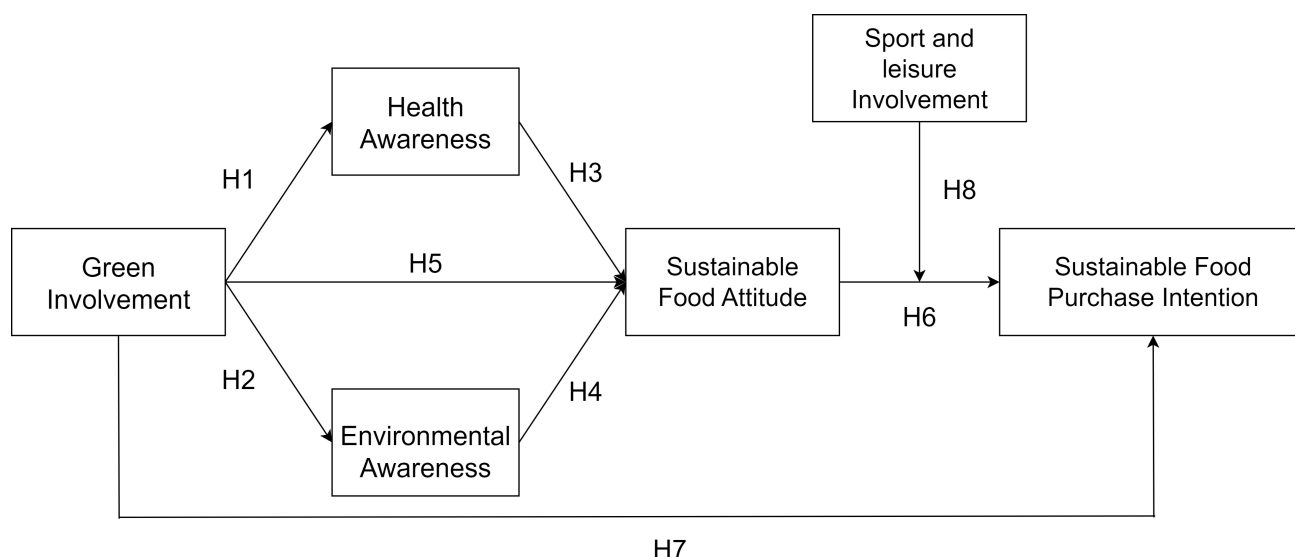 Sport and
leisure
Involvement
Health
Awareness
H1
H3
H8
Green
Involvement
H5
Sustainable
Food Attitude
Sustainable Food
Purchase Intention
H6
H2
H4
Environmental
Awareness
H7